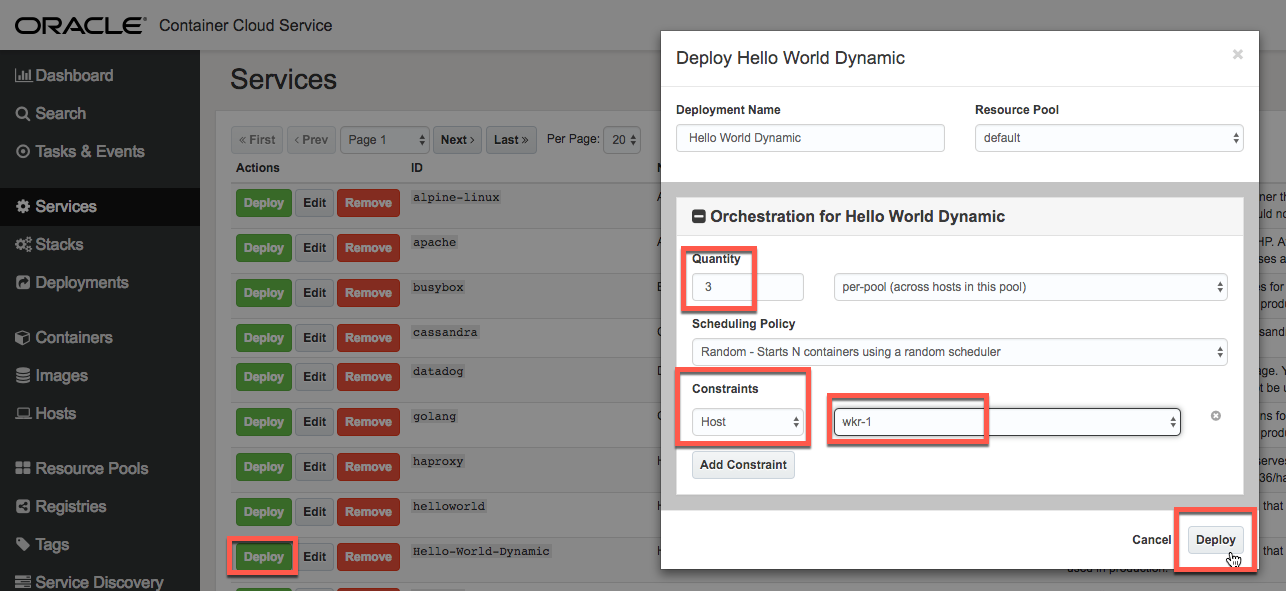 ORACLE® Container Cloud Service
Dashboard
Search
Tasks & Events
Services
Stacks
Deployments
Containers
Images
Hosts
Resource Pools
Registries
Tags
Service Discovery
Services
« First ‹ Prev Page 1 Next › Last » Per Page: 20
Actions ID
Deploy Edit Remove alpine-linux
Deploy Edit Remove apache
Deploy Edit Remove busybox
Deploy Edit Remove cassandra
Deploy Edit Remove datadog
Deploy Edit Remove golang
Deploy Edit Remove haproxy
Deploy Edit Remove helloworld
Deploy Edit Remove Hello-World-Dynamic
Deploy Hello World Dynamic ×
Deployment Name Resource Pool
Hello World Dynamic default
Orchestration for Hello World Dynamic
Quantity
3 per-pool (across hosts in this pool)
Scheduling Policy
Random - Starts N containers using a random scheduler
Constraints
Host wkr-1
Add Constraint
Cancel Deploy
that
that
used in production.